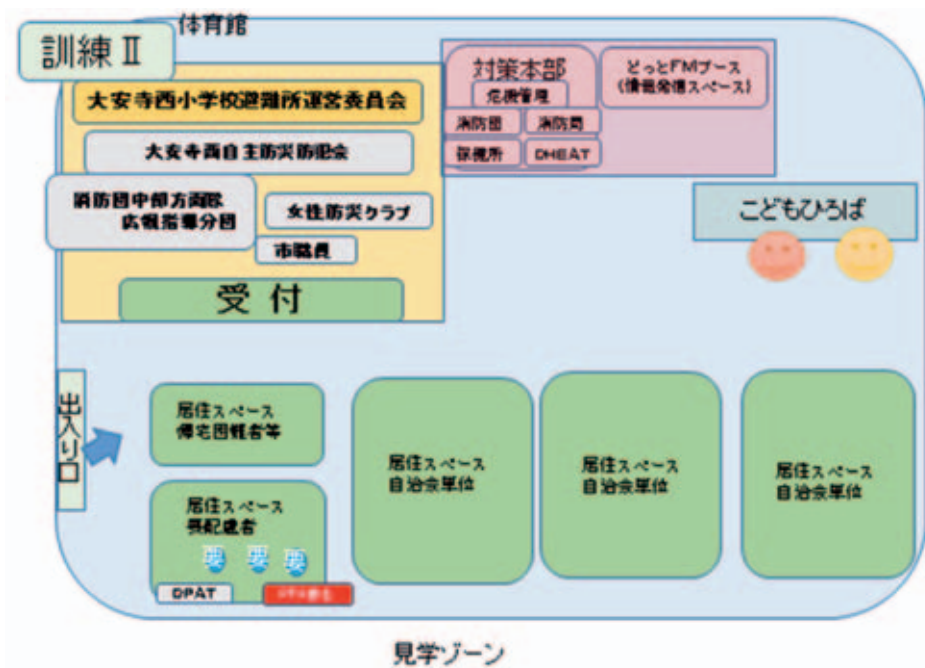 体育館
訓練Ⅱ
大安寺西小学校避難所運営委員会
大安寺西自主防災防犯会
消防団中部方面隊
広報指導分団
女性防災クラブ
市職員
受付
対策本部
危機管理
消防団
消防局
保健所
DHEAT
どっとFMブース
(情報発信スペース)
こどもひろば
出入り口
居住スペース
帰宅困難者等
居住スペース
要配慮者
要
要
要
DPAT
居住スペース
自治会単位
居住スペース
自治会単位
居住スペース
自治会単位
見学ゾーン